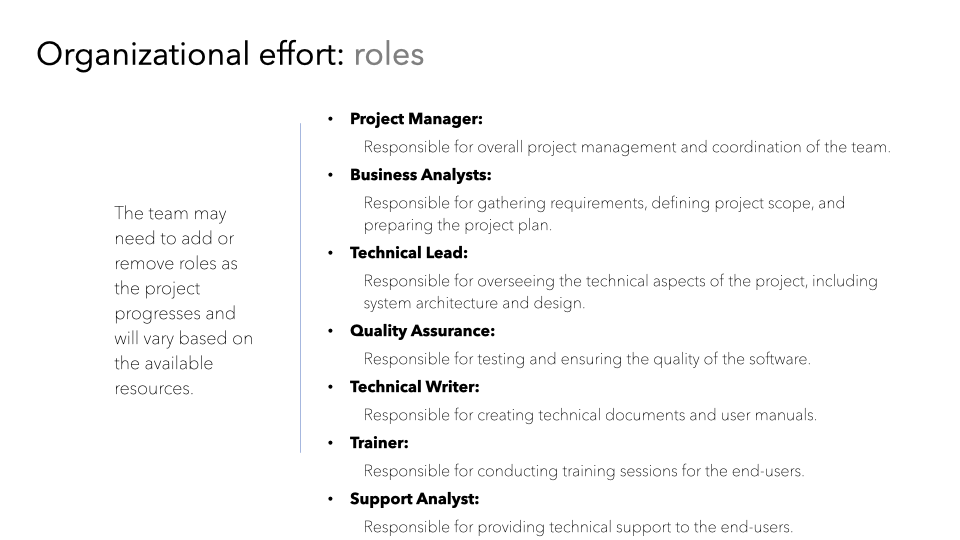 Organizational effort: roles
The team may
need to add or
remove roles as
the project
progresses and
will vary based on
the available
resources.
• Project Manager:
Responsible for overall project management and coordination of the team.
• Business Analysts:
Responsible for gathering requirements, defining project scope, and
preparing the project plan.
• Technical Lead:
Responsible for overseeing the technical aspects of the project, including
system architecture and design.
• Quality Assurance:
Responsible for testing and ensuring the quality of the software.
• Technical Writer:
Responsible for creating technical documents and user manuals.
• Trainer:
Responsible for conducting training sessions for the end-users.
• Support Analyst:
Responsible for providing technical support to the end-users.